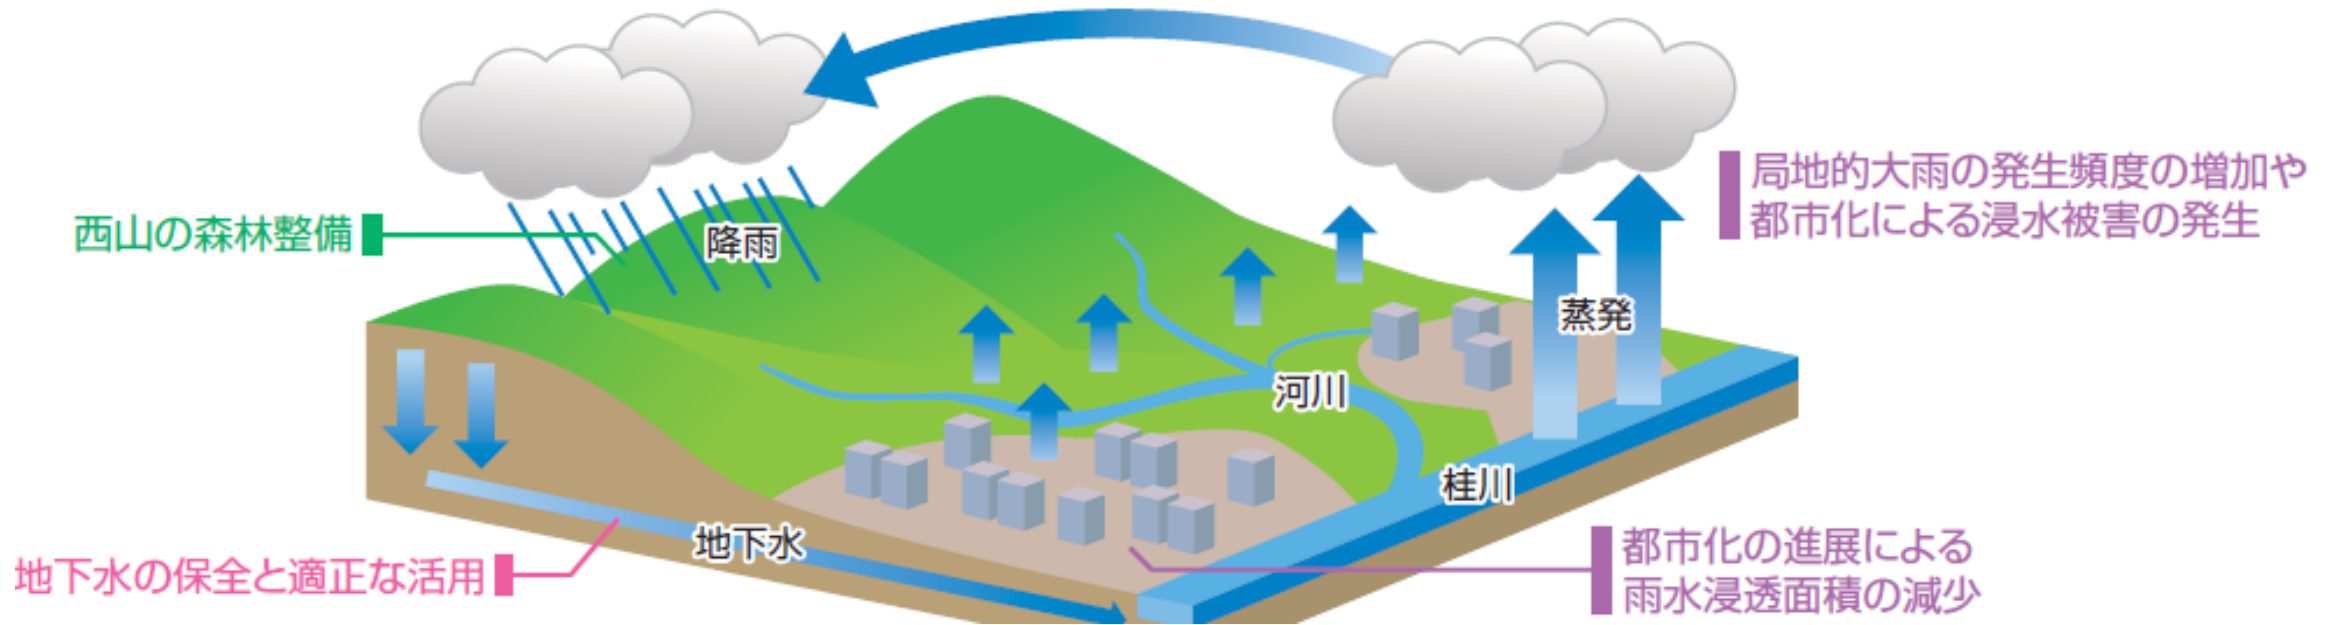 局地的大雨の発生頻度の増加や
都市化による浸水被害の発生
西山の森林整備
降雨
蒸発
河川
桂川
地下水
都市化の進展による
雨水浸透面積の減少
地下水の保全と適正な活用